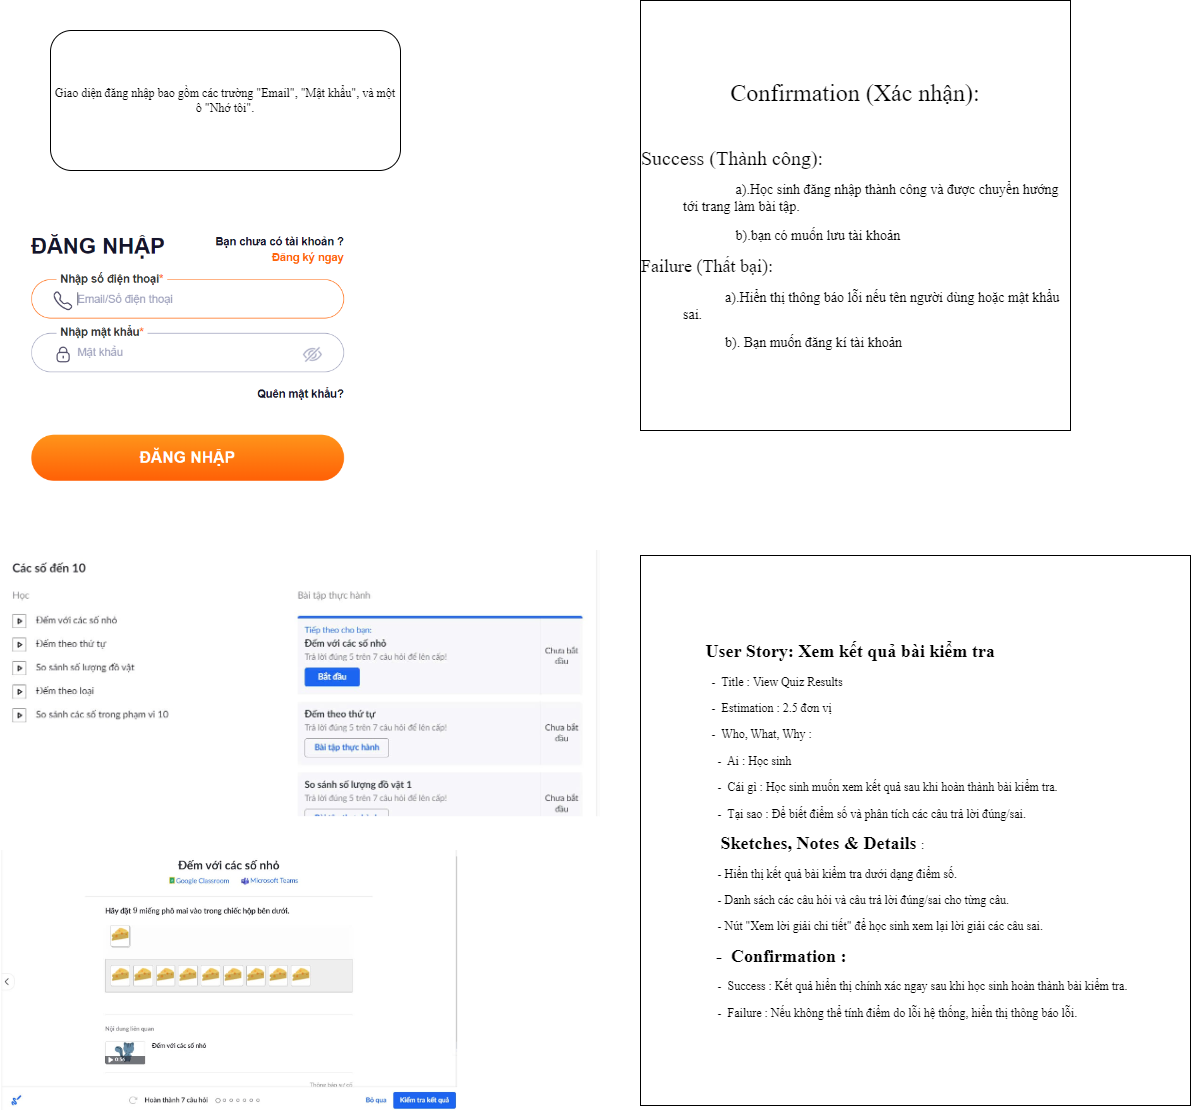 Giao diện đăng nhập bao gồm các trường "Email", "Mật khẩu", và một
ô "Nhớ tôi".
ĐĂNG NHẬP
Bạn chưa có tài khoản ?
Đăng ký ngay
Nhập số điện thoại*
Email/Số điện thoại
Nhập mật khẩu*
Mật khẩu
Quên mật khẩu?
ĐĂNG NHẬP
Confirmation (Xác nhận):
Success (Thành công):
a).Học sinh đăng nhập thành công và được chuyển hướng
tới trang làm bài tập.
b).bạn có muốn lưu tài khoản
Failure (Thất bại):
a).Hiển thị thông báo lỗi nếu tên người dùng hoặc mật khẩu
sai.
b). Bạn muốn đăng kí tài khoản
Các số đến 10
Học
Đếm với các số nhỏ
Đếm theo thứ tự
So sánh số lượng đồ vật
Đếm theo loại
So sánh các số trong phạm vi 10
Bài tập thực hành
Tiếp theo cho bạn:
Đếm với các số nhỏ
Trả lời đúng 5 trên 7 câu hỏi để lên cấp!
Bắt đầu
Chưa bắt
đầu
Đếm theo thứ tự
Trả lời đúng 5 trên 7 câu hỏi để lên cấp!
Bài tập thực hành
Chưa bắt
đầu
So sánh số lượng đồ vật 1
Trả lời đúng 5 trên 7 câu hỏi để lên cấp!
Chưa bắt
đầu
Đếm với các số nhỏ
Google Classroom
Microsoft Teams
Hãy đặt 9 miếng phô mai vào trong chiếc hộp bên dưới.
Nội dung liên quan
Đếm với các số nhỏ
Hoàn thành 7 câu hỏi
Bỏ qua
Kiểm tra kết quả
User Story: Xem kết quả bài kiểm tra
- Title : View Quiz Results
- Estimation : 2.5 đơn vị
- Who, What, Why :
- Ai : Học sinh
- Cái gì : Học sinh muốn xem kết quả sau khi hoàn thành bài kiểm tra.
- Tại sao : Để biết điểm số và phân tích các câu trả lời đúng/sai.
Sketches, Notes & Details :
- Hiển thị kết quả bài kiểm tra dưới dạng điểm số.
- Danh sách các câu hỏi và câu trả lời đúng/sai cho từng câu.
- Nút "Xem lời giải chi tiết" để học sinh xem lại lời giải các câu sai.
- Confirmation :
- Success : Kết quả hiển thị chính xác ngay sau khi học sinh hoàn thành bài kiểm tra.
- Failure : Nếu không thể tính điểm do lỗi hệ thống, hiển thị thông báo lỗi.